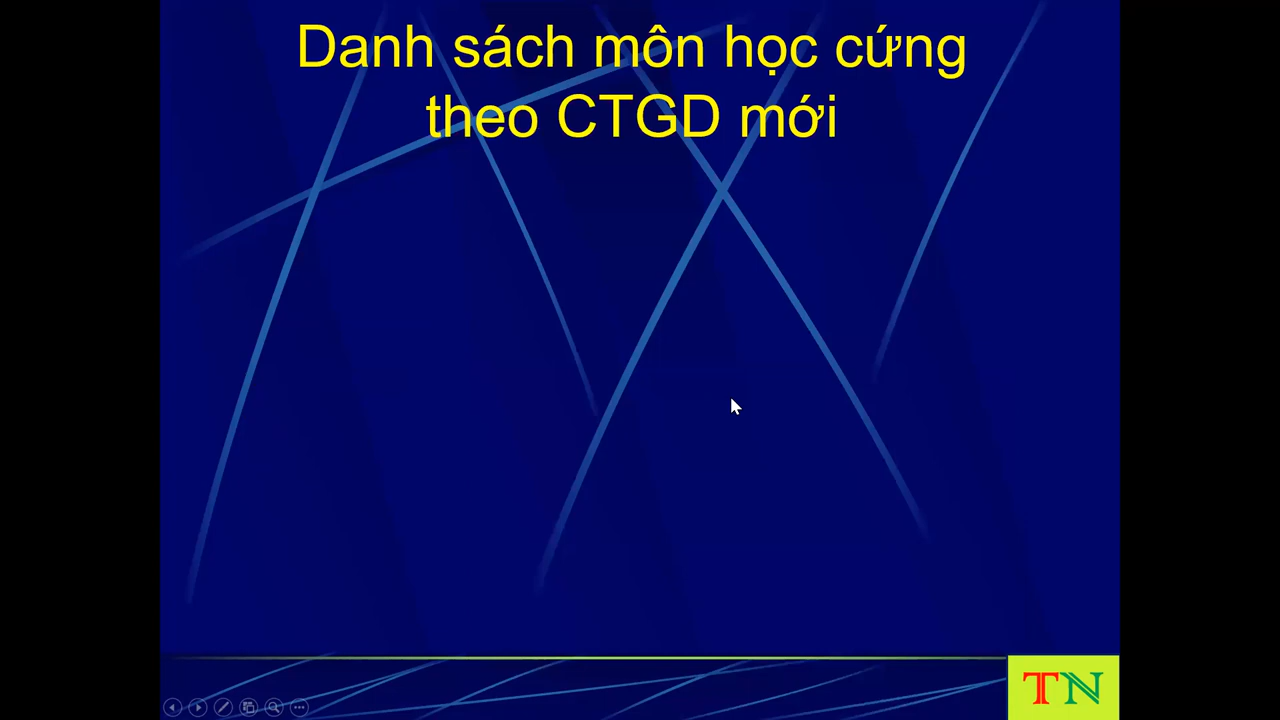 Danh sách môn học cứng
theo CTGD mới
TN